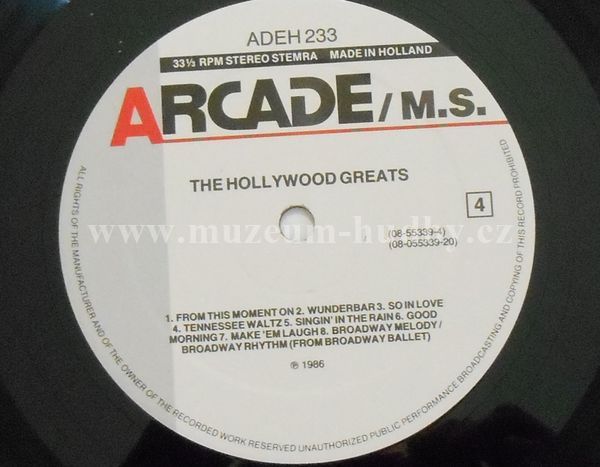 ADEH 233
33⅓ RPM STEREO STEMRA MADE IN HOLLAND
ARCADE/M.S.
THE HOLLYWOOD GREATS
4
(08-55339-4)
(08-055339-20)
www.muzeum-hudby.cz
1. FROM THIS MOMENT ON 2. WUNDERBAR 3. SO IN LOVE
4. TENNESSEE WALTZ 5. SINGIN' IN THE RAIN 6. GOOD
MORNING 7. MAKE 'EM LAUGH 8. BROADWAY MELODY/
BROADWAY RHYTHM (FROM BROADWAY BALLET)
℗ 1986
ALL RIGHTS OF THE MANUFACTURER AND OF THE OWNER OF THE RECORDED WORK RESERVED UNAUTHORIZED PUBLIC PERFORMANCE BROADCASTING AND COPYING OF THIS RECORD PROHIBITED